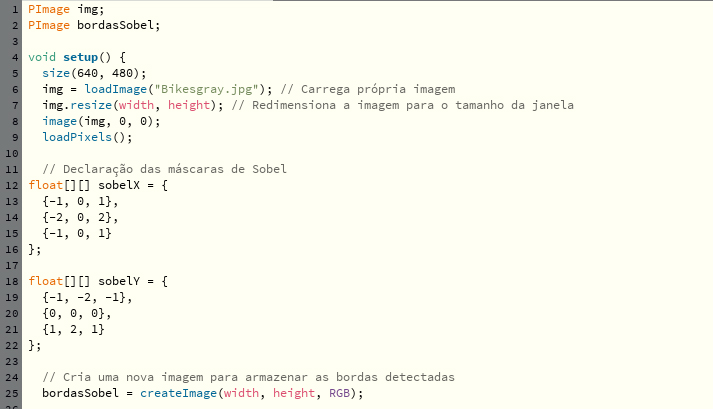 1 PImage img;
2 PImage bordasSobel;
3
4 void setup() {
5   size(640, 480);
6   img = loadImage("Bikesgray.jpg"); // Carrega própria imagem
7   img.resize(width, height); // Redimensiona a imagem para o tamanho da janela
8   image(img, 0, 0);
9   loadPixels();
10
11   // Declaração das máscaras de Sobel
12 float[][] sobelX = {
13   {-1, 0, 1},
14   {-2, 0, 2},
15   {-1, 0, 1}
16 };
17
18 float[][] sobelY = {
19   {-1, -2, -1},
20   {0, 0, 0},
21   {1, 2, 1}
22 };
23
24   // Cria uma nova imagem para armazenar as bordas detectadas
25   bordasSobel = createImage(width, height, RGB);